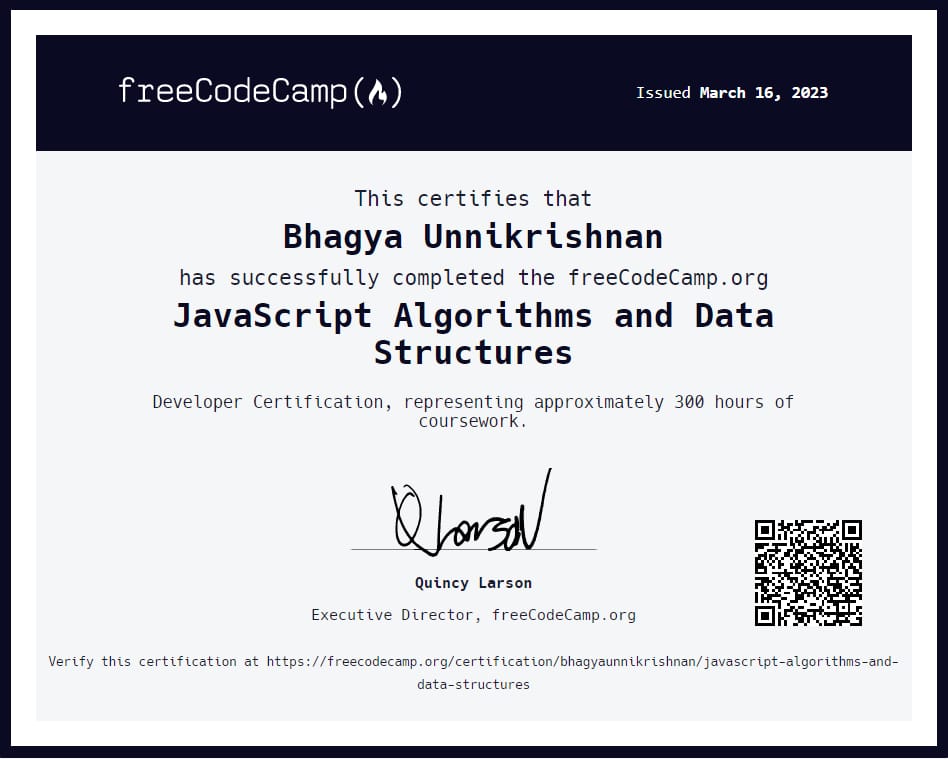 freeCodeCamp
Issued March 16, 2023
This certifies that
Bhagya Unnikrishnan
has successfully completed the freeCodeCamp.org
JavaScript Algorithms and Data
Structures
Developer Certification, representing approximately 300 hours of
coursework.
Q Larson
Quincy Larson
Executive Director, freeCodeCamp.org
Verify this certification at https://freecodecamp.org/certification/bhagyaunnikrishnan/javascript-algorithms-and-
data-structures